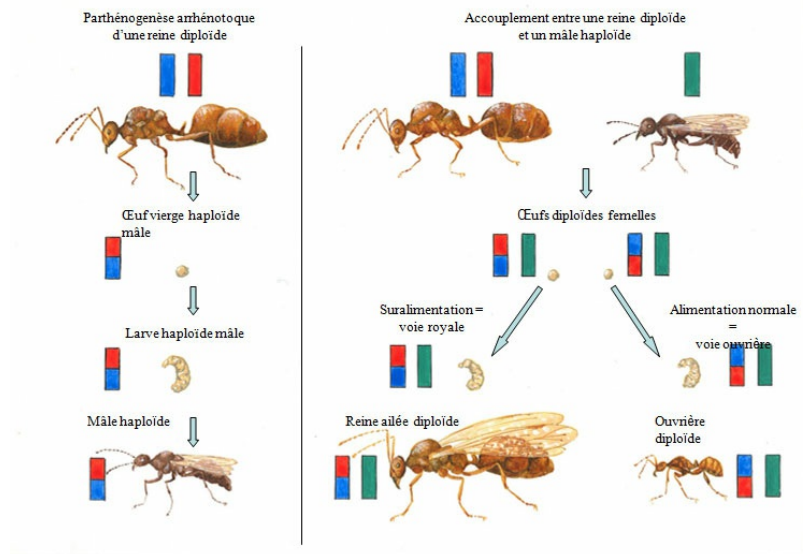 Parthénogenèse arrhénotoque
d'une reine diploïde
Œuf vierge haploïde
mâle
Larve haploïde mâle
Mâle haploïde
Accouplement entre une reine diploïde
et un mâle haploïde
Œufs diploïdes femelles
Suralimentation =
voie royale
Alimentation normale
=
voie ouvrière
Reine ailée diploïde
Ouvrière
diploïde